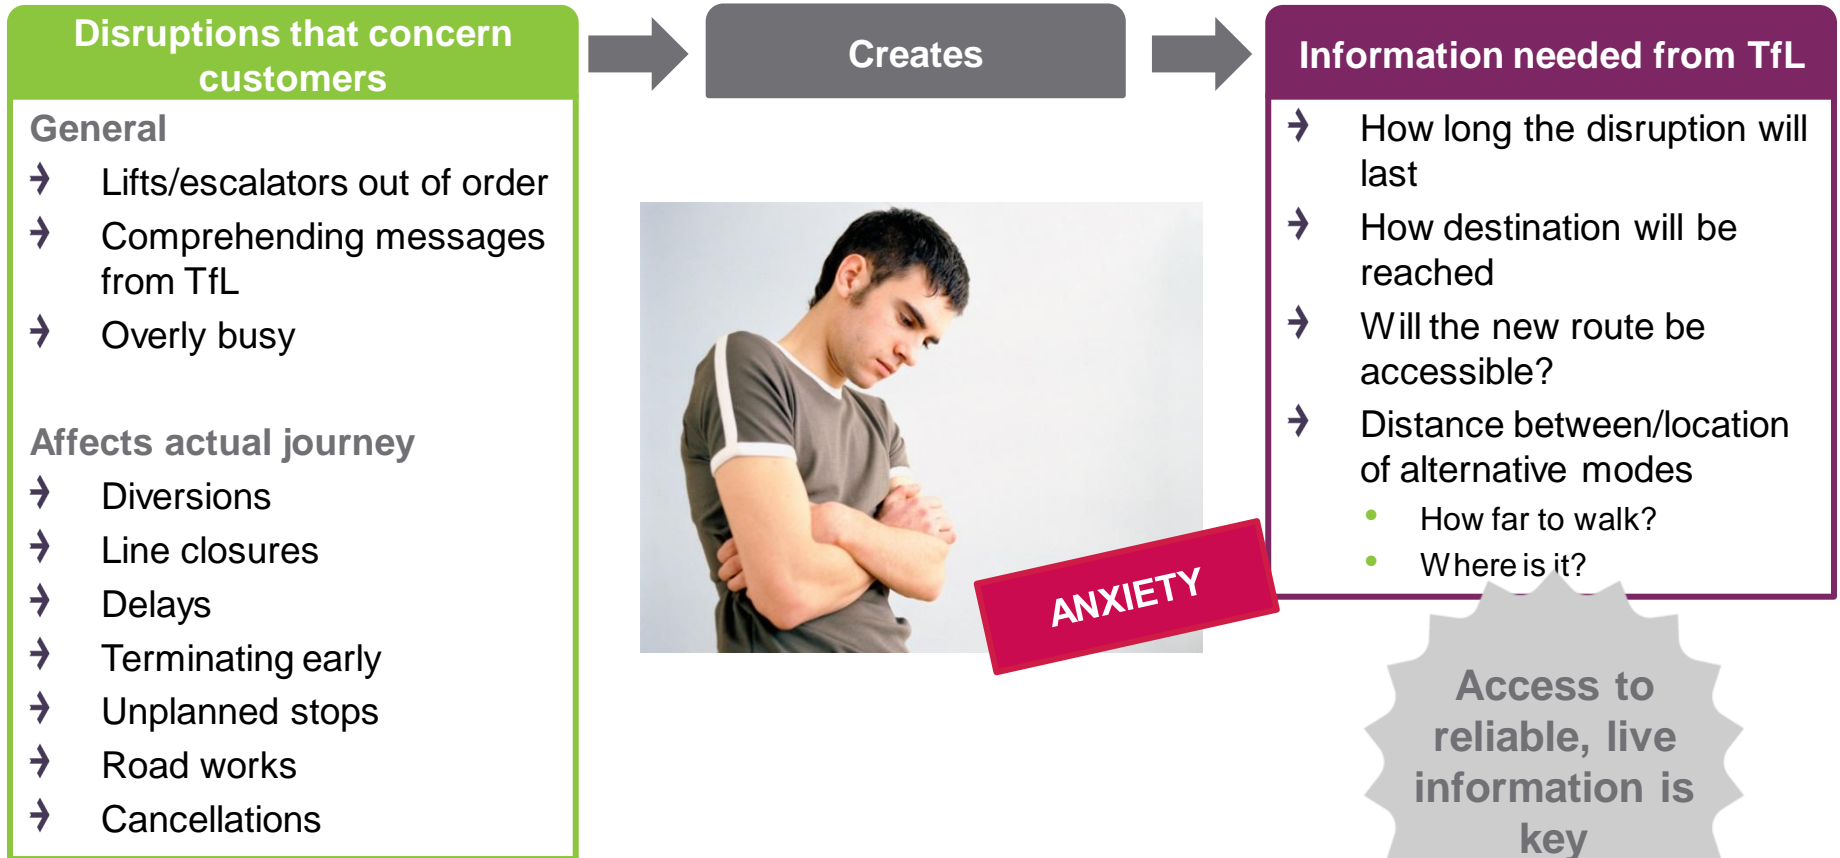 Disruptions that concern
customers
General
Lifts/escalators out of order
Comprehending messages
from TfL
Overly busy
Affects actual journey
Diversions
Line closures
Delays
Terminating early
Unplanned stops
Road works
Cancellations
Creates
ANXIETY
Information needed from TfL
How long the disruption will
last
How destination will be
reached
Will the new route be
accessible?
Distance between/location
of alternative modes
How far to walk?
Where is it?
Access to
reliable, live
information is
key